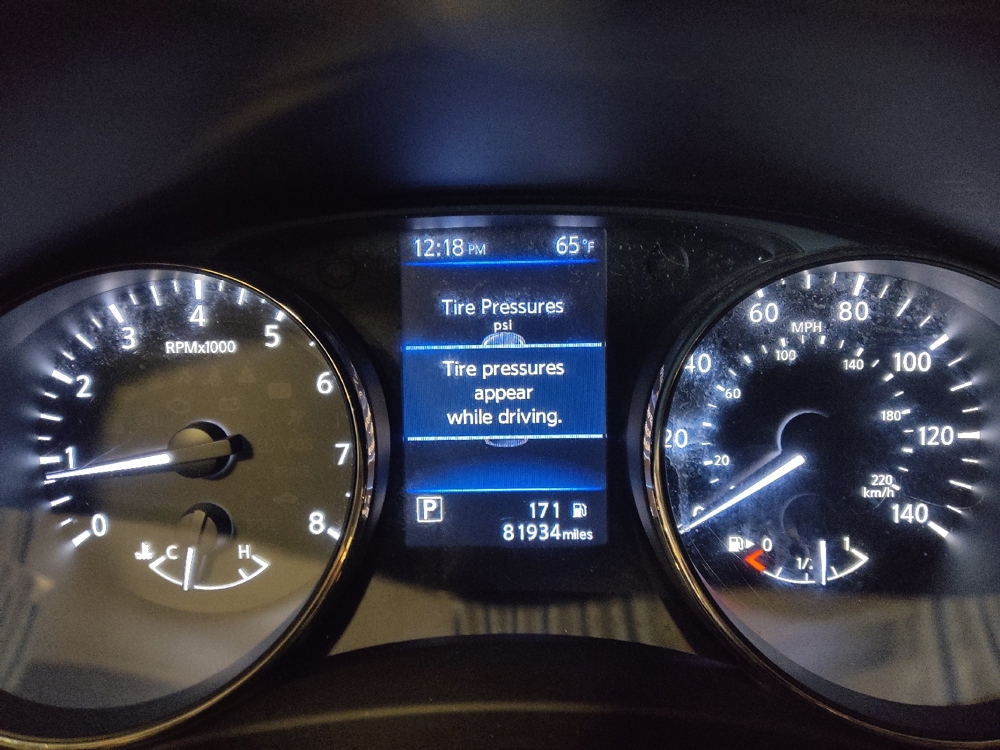 12:18 PM 65°F
Tire Pressures
psi
Tire pressures
appear
while driving.
P 171
81934 miles
0
1
2
3
4
5
6
7
8
RPMx1000
C H
20
40
60
80
100
120
140
MPH
20
60
100
140
180
220
km/h
0 1/2 1